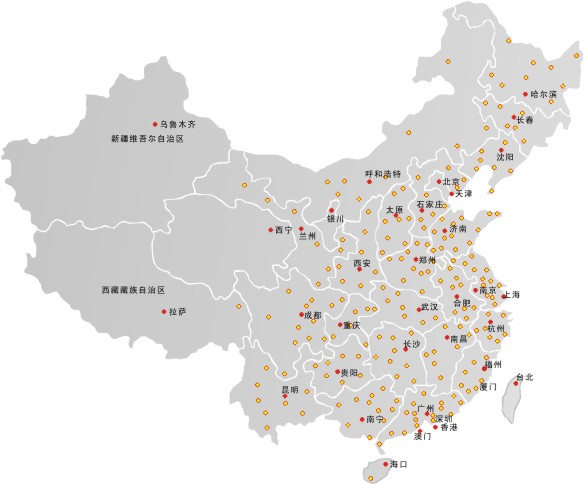 哈尔滨
长春
乌鲁木齐
新疆维吾尔自治区
沈阳
呼和浩特
北京
天津
石家庄
太原
银川
济南
西宁
兰州
郑州
西安
西藏藏族自治区
南京
上海
合肥
拉萨
成都
武汉
重庆
杭州
南昌
长沙
福州
贵阳
台北
厦门
昆明
广州
南宁
深圳
香港
澳门
海口